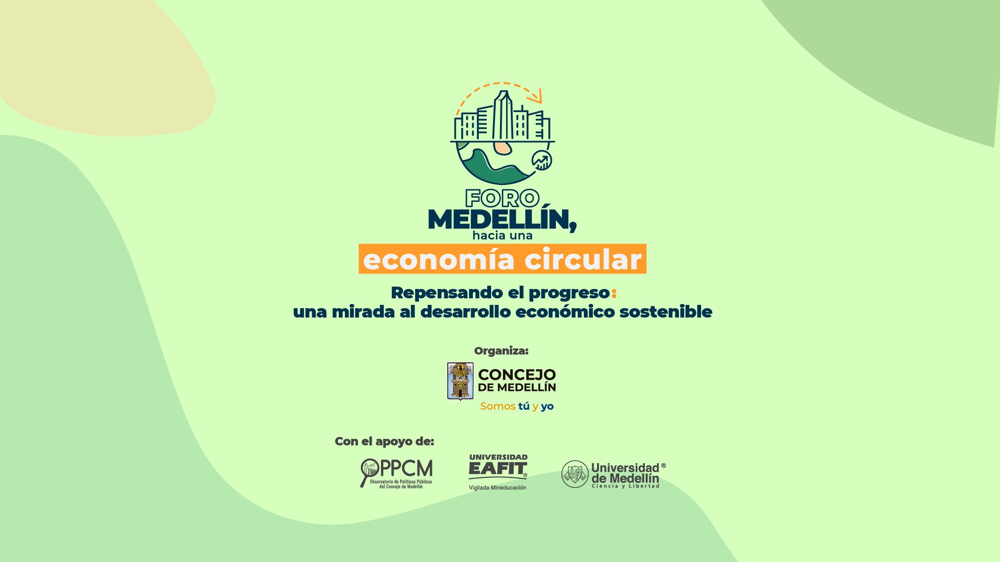 FORO
MEDELLÍN,
hacia una
economía circular
Repensando el progreso:
una mirada al desarrollo económico sostenible
Organiza:
CONCEJO
DE MEDELLÍN
Somos tú y yo
Con el apoyo de:
OPPCM
Observatorio de Políticas Públicas
del Concejo de Medellín
UNIVERSIDAD
EAFIT®
Vigilada Mineducación
Universidad®
de Medellín
Ciencia y Libertad